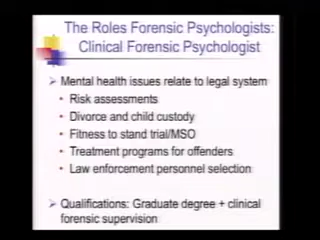 The Roles Forensic Psychologists:
Clinical Forensic Psychologist
Mental health issues relate to legal system
Risk assessments
Divorce and child custody
Fitness to stand trial/MSO
Treatment programs for offenders
Law enforcement personnel selection
Qualifications: Graduate degree + clinical
forensic supervision